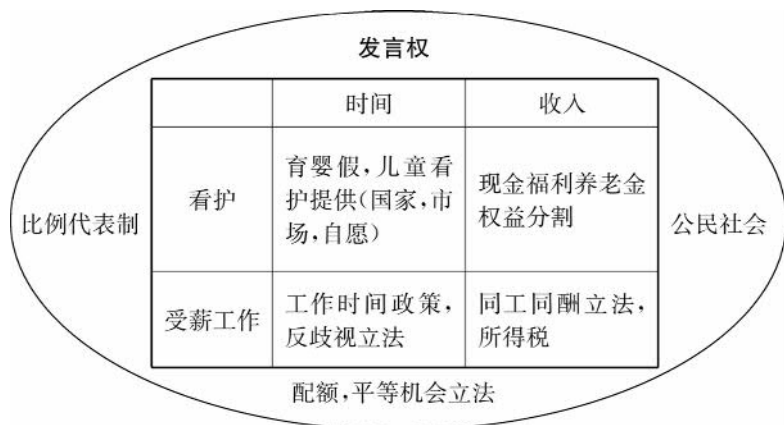 发言权
时间
收入
比例代表制
看护
育婴假,儿童看
护提供(国家,市
场,自愿)
现金福利养老金
权益分割
公民社会
受薪工作
工作时间政策,
反歧视立法
同工同酬立法,
所得税
配额,平等机会立法